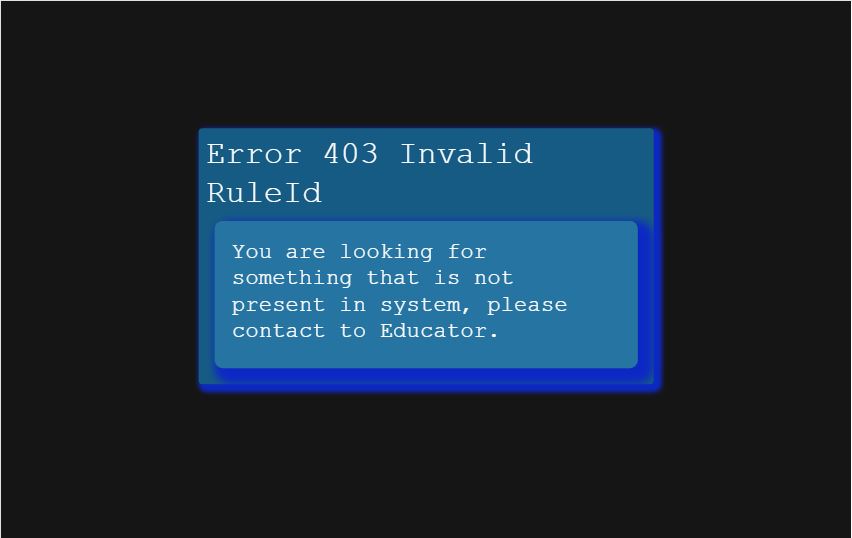 Error 403 Invalid
RuleId
You are looking for
something that is not
present in system, please
contact to Educator.